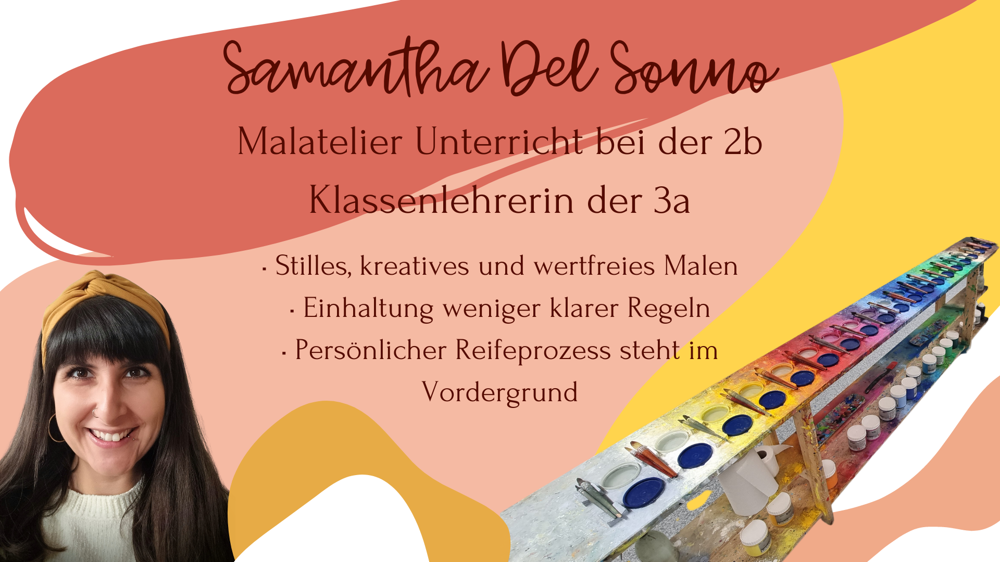 Samantha Del Sonno
Malatelier Unterricht bei der 2b
Klassenlehrerin der 3a
· Stilles, kreatives und wertfreies Malen
· Einhaltung weniger klarer Regeln
· Persönlicher Reifeprozess steht im
Vordergrund